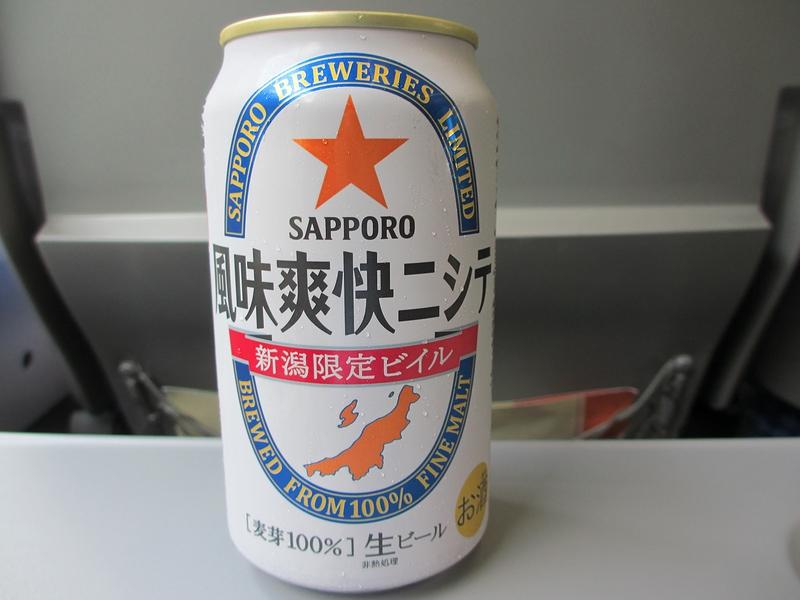 SAPPORO BREWERIES LIMITED
SAPPORO
風味爽快ニシテ
新潟限定ビイル
BREWED FROM 100% FINE MALT
お酒
[麦芽100%]生ビール
非熱処理